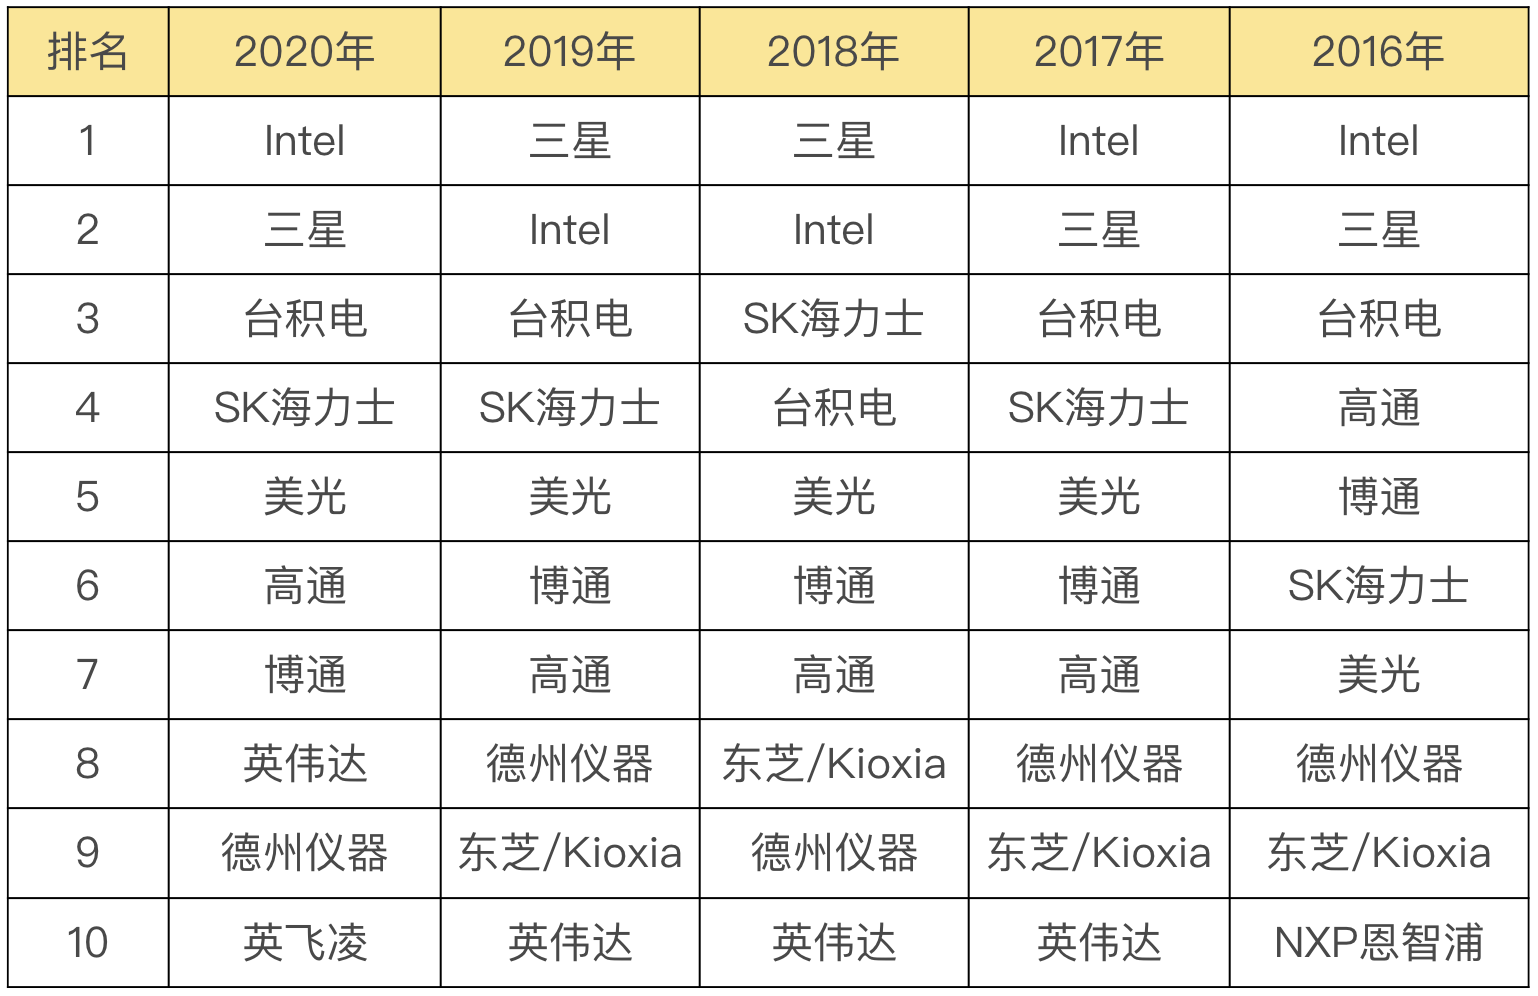 排名 2020年 2019年 2018年 2017年 2016年
1 Intel 三星 三星 Intel Intel
2 三星 Intel Intel 三星 三星
3 台积电 台积电 SK海力士 台积电 台积电
4 SK海力士 SK海力士 台积电 SK海力士 高通
5 美光 美光 美光 美光 博通
6 高通 博通 博通 博通 SK海力士
7 博通 高通 高通 高通 美光
8 英伟达 德州仪器 东芝/Kioxia 德州仪器 德州仪器
9 德州仪器 东芝/Kioxia 德州仪器 东芝/Kioxia 东芝/Kioxia
10 英飞凌 英伟达 英伟达 英伟达 NXP恩智浦